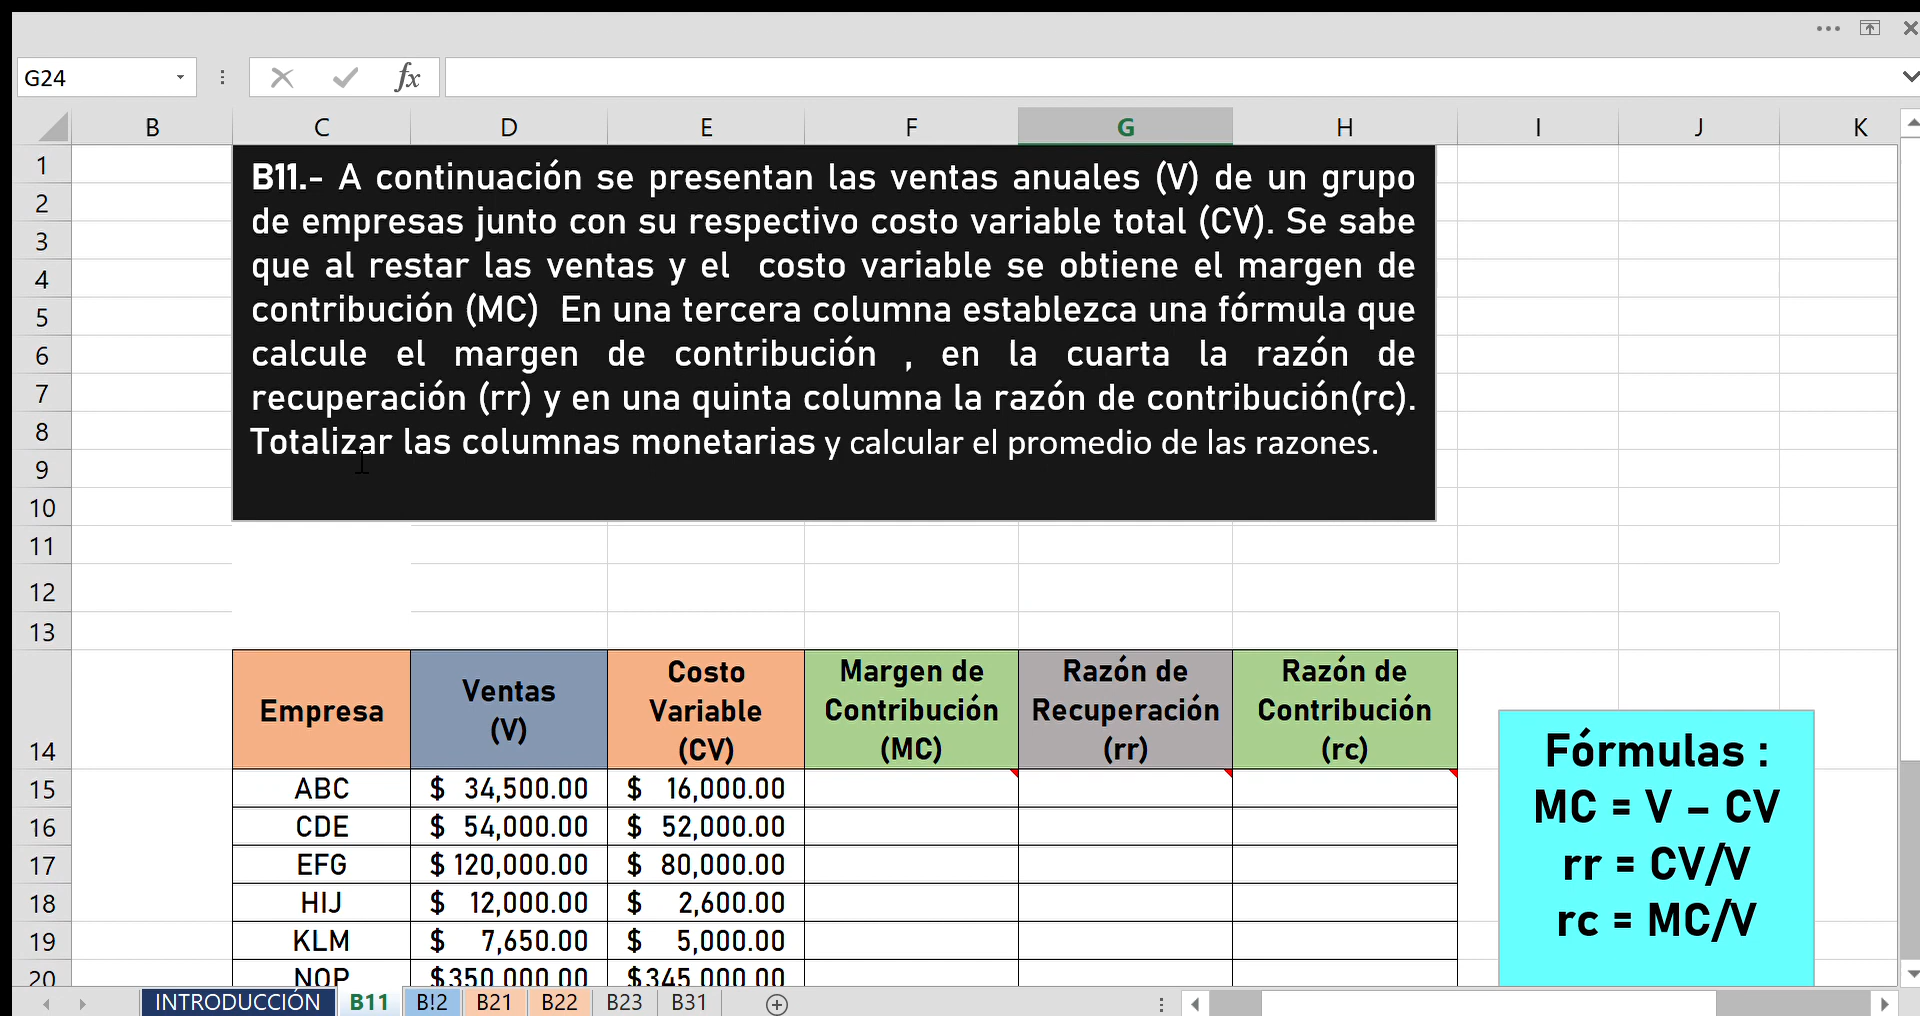 G24
fx
B C D E F G H I J K
1
2
3
4
5
6
7
8
9
10
11
12
13
B11.- A continuación se presentan las ventas anuales (V) de un grupo
de empresas junto con su respectivo costo variable total (CV). Se sabe
que al restar las ventas y el costo variable se obtiene el margen de
contribución (MC) En una tercera columna establezca una fórmula que
calcule el margen de contribución , en la cuarta la razón de
recuperación (rr) y en una quinta columna la razón de contribución(rc).
Totalizar las columnas monetarias y calcular el promedio de las razones.
14
Empresa
Ventas
(V)
Costo
Variable
(CV)
Margen de
Contribución
(MC)
Razón de
Recuperación
(rr)
Razón de
Contribución
(rc)
15 ABC $ 34,500.00 $ 16,000.00
16 CDE $ 54,000.00 $ 52,000.00
17 EFG $ 120,000.00 $ 80,000.00
18 HIJ $ 12,000.00 $ 2,600.00
19 KLM $ 7,650.00 $ 5,000.00
20 NOP $350,000.00 $345,000.00
Fórmulas :
MC = V – CV
rr = CV/V
rc = MC/V
INTRODUCCIÓN B11 B!2 B21 B22 B23 B31